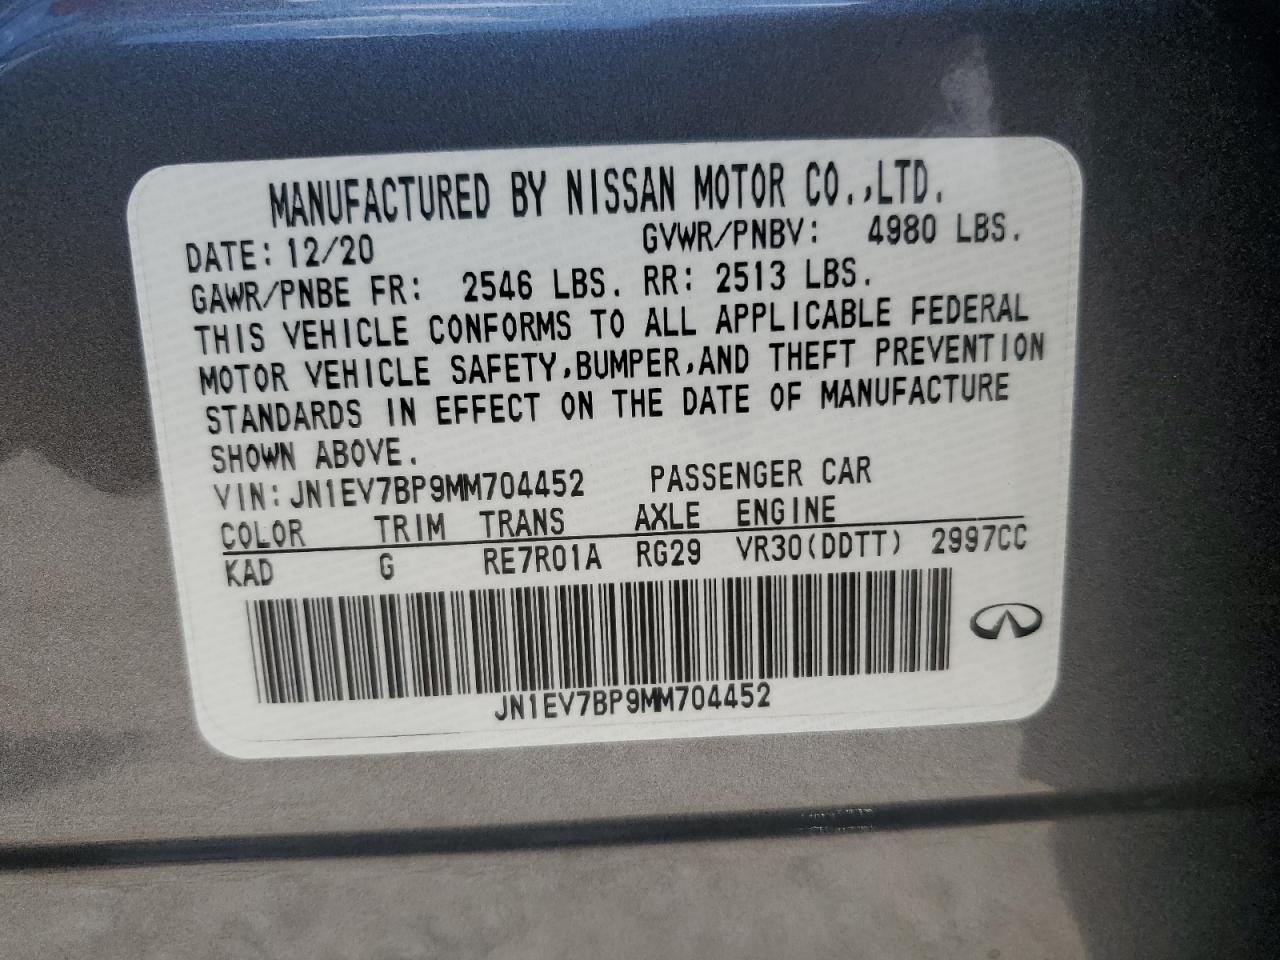 MANUFACTURED BY NISSAN MOTOR CO.,LTD.
DATE: 12/20 GVWR/PNBV: 4980 LBS.
GAWR/PNBE FR: 2546 LBS. RR: 2513 LBS.
THIS VEHICLE CONFORMS TO ALL APPLICABLE FEDERAL
MOTOR VEHICLE SAFETY,BUMPER,AND THEFT PREVENTION
STANDARDS IN EFFECT ON THE DATE OF MANUFACTURE
SHOWN ABOVE.
VIN: JN1EV7BP9MM704452 PASSENGER CAR
COLOR TRIM TRANS AXLE ENGINE
KAD G RE7R01A RG29 VR30(DDTT) 2997CC
JN1EV7BP9MM704452